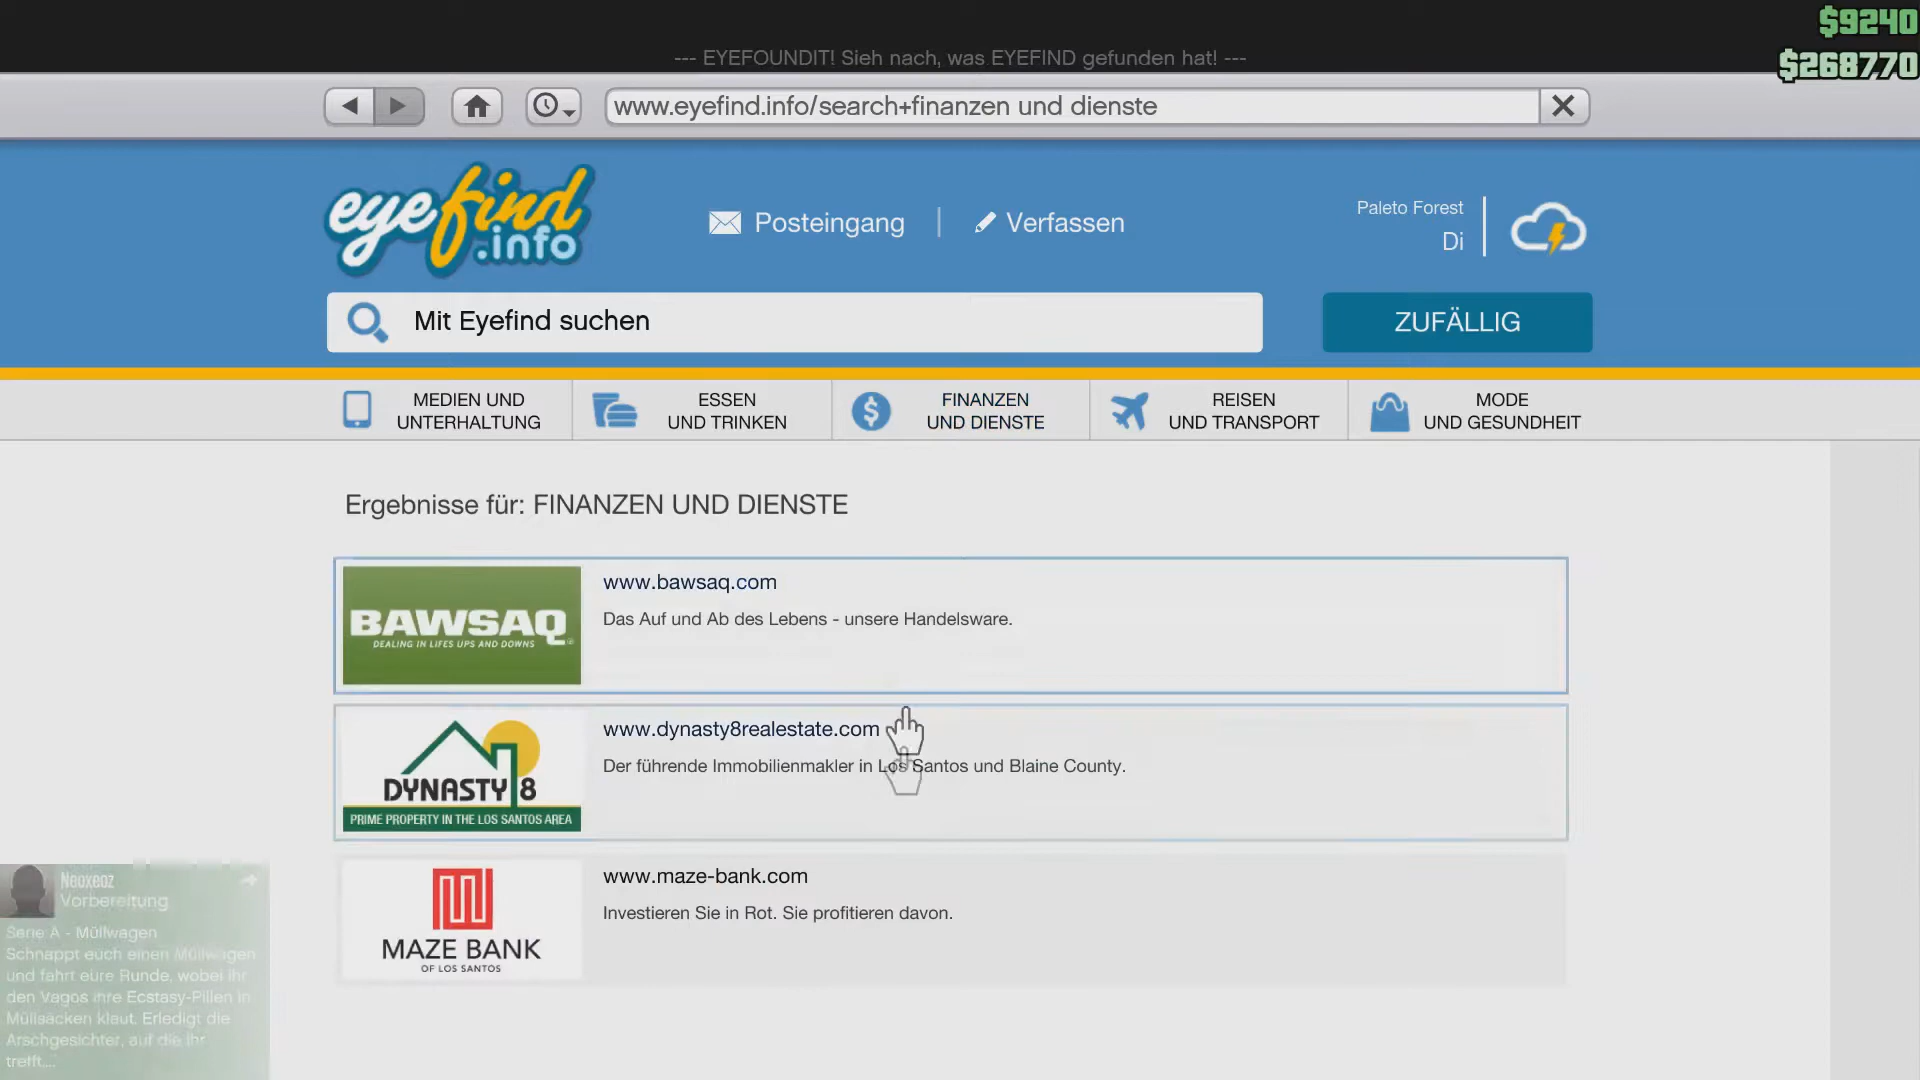 $9240
--- EYEFOUNDIT! Sieh nach, was EYEFIND gefunden hat! ---
$268770
www.eyefind.info/search+finanzen und dienste
eyefind.info
Posteingang
Verfassen
Paleto Forest
Di
Mit Eyefind suchen
ZUFÄLLIG
MEDIEN UND
UNTERHALTUNG
ESSEN
UND TRINKEN
FINANZEN
UND DIENSTE
REISEN
UND TRANSPORT
MODE
UND GESUNDHEIT
Ergebnisse für: FINANZEN UND DIENSTE
BAWSAQ
DEALING IN LIFES UPS AND DOWNS
www.bawsaq.com
Das Auf und Ab des Lebens - unsere Handelsware.
DYNASTY 8
PRIME PROPERTY IN THE LOS SANTOS AREA
www.dynasty8realestate.com
Der führende Immobilienmakler in Los Santos und Blaine County.
MAZE BANK
OF LOS SANTOS
www.maze-bank.com
Investieren Sie in Rot. Sie profitieren davon.
Neoxeoz
Vorbereitung
Serie A - Müllwagen
Schnappt euch einen Müllwagen
und fahrt eure Runde, wobei ihr
den Vagos ihre Ecstasy-Pillen in
Müllsäcken klaut. Erledigt die
Arschgesichter, auf die ihr
trefft....